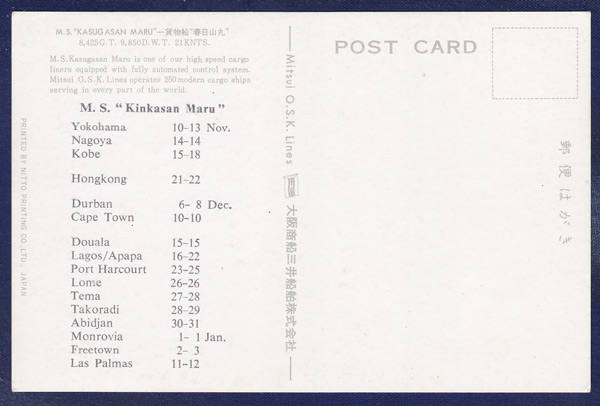 M.S. "KASUGASAN MARU"—貨物船"春日山丸"
8,425G.T. 9,850D.W.T. 21KNTS.
M.S.Kasugasan Maru is one of our high speed cargo
liners equipped with fully automated control system.
Mitsui O.S.K. Lines operates 250 modern cargo ships
serving in every part of the world.
M. S. "Kinkasan Maru"
Yokohama 10-13 Nov.
Nagoya 14-14
Kobe 15-18
Hongkong 21-22
Durban 6- 8 Dec.
Cape Town 10-10
Douala 15-15
Lagos/Apapa 16-22
Port Harcourt 23-25
Lome 26-26
Tema 27-28
Takoradi 28-29
Abidjan 30-31
Monrovia 1- 1 Jan.
Freetown 2- 3
Las Palmas 11-12
PRINTED BY NITTO PRINTING CO., LTD., JAPAN
Mitsui O.S.K. Lines 大阪商船三井船舶株式会社
POST CARD
郵便はがき